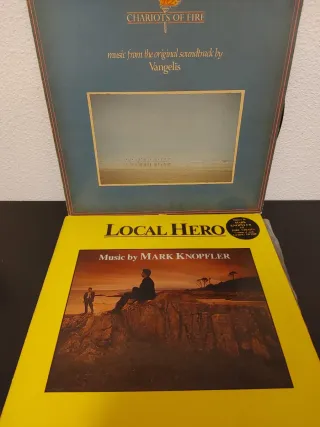 CHARIOTS OF FIRE
music from the original soundtrack by
Vangelis
LOCAL HERO
Music by MARK KNOPFLER